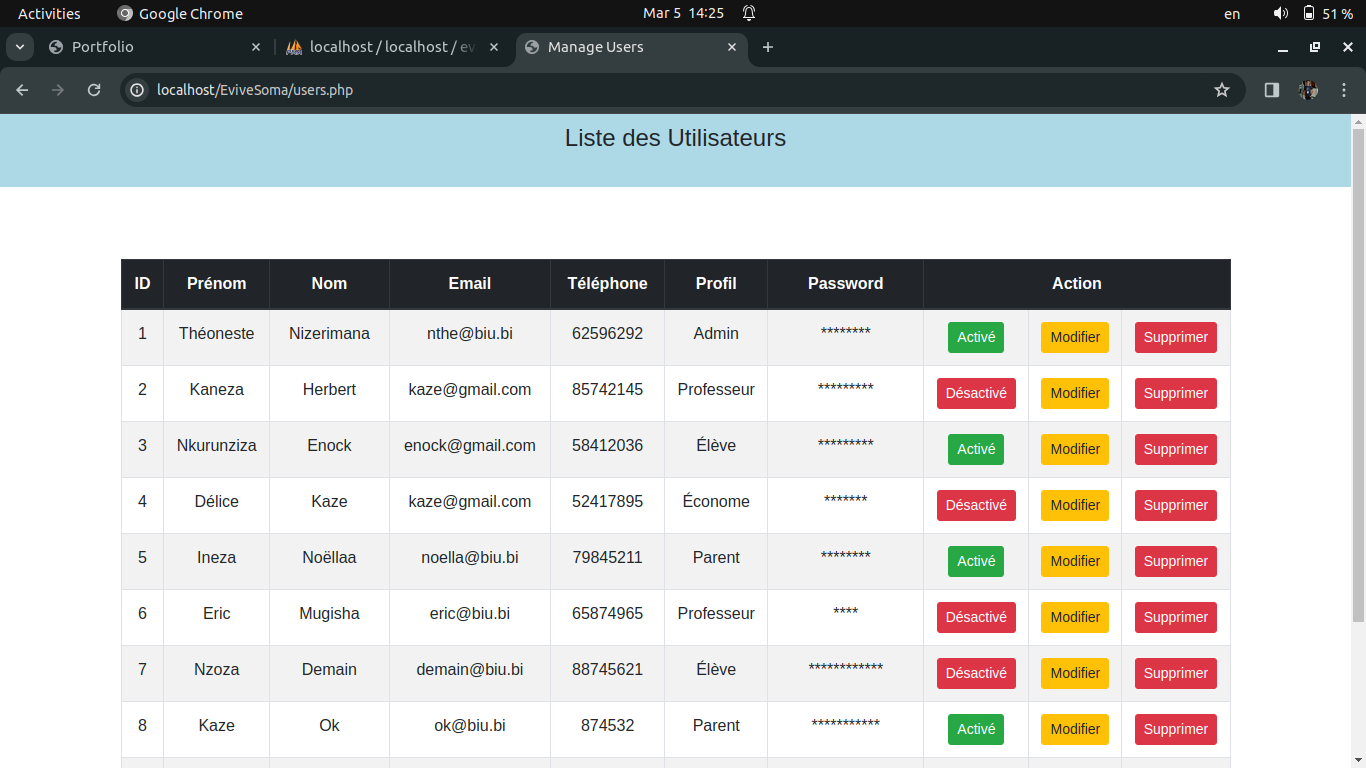 Activities Google Chrome Mar 5 14:25 en 51 %
Portfolio localhost / localhost / ev Manage Users
localhost/EviveSoma/users.php
Liste des Utilisateurs
ID Prénom Nom Email Téléphone Profil Password Action
1 Théoneste Nizerimana nthe@biu.bi 62596292 Admin ******** Activé Modifier Supprimer
2 Kaneza Herbert kaze@gmail.com 85742145 Professeur ********* Désactivé Modifier Supprimer
3 Nkurunziza Enock enock@gmail.com 58412036 Élève ********* Activé Modifier Supprimer
4 Délice Kaze kaze@gmail.com 52417895 Économe ******* Désactivé Modifier Supprimer
5 Ineza Noëllaa noella@biu.bi 79845211 Parent ******** Activé Modifier Supprimer
6 Eric Mugisha eric@biu.bi 65874965 Professeur **** Désactivé Modifier Supprimer
7 Nzoza Demain demain@biu.bi 88745621 Élève ************ Désactivé Modifier Supprimer
8 Kaze Ok ok@biu.bi 874532 Parent *********** Activé Modifier Supprimer